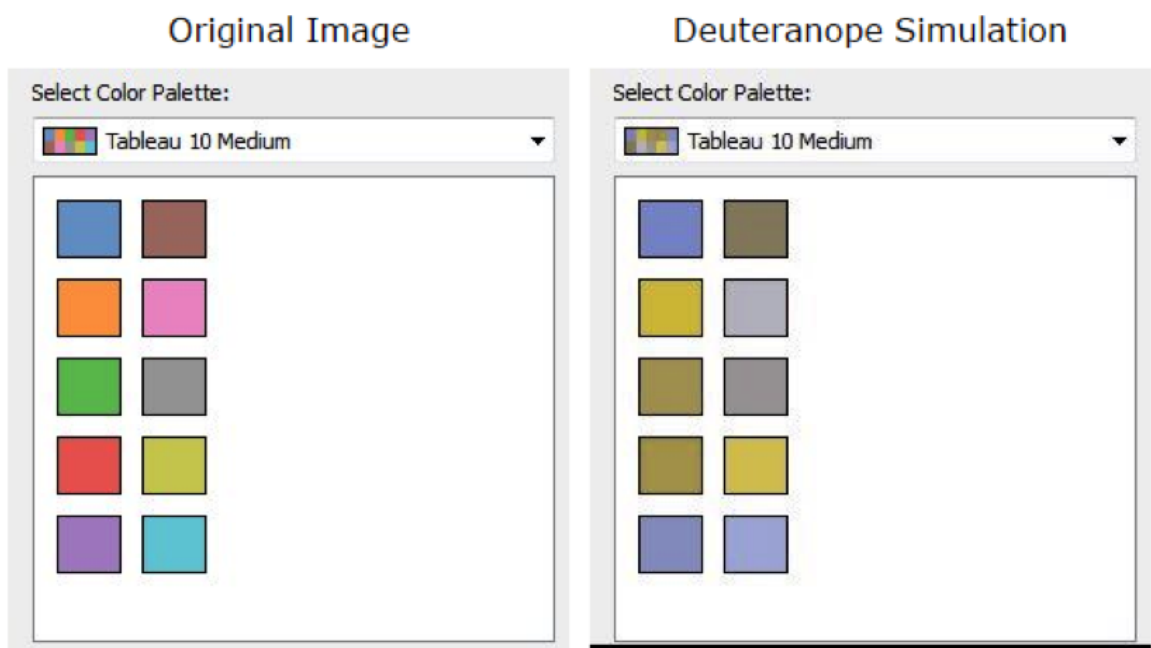 Original Image
Deuteranope Simulation
Select Color Palette:
Tableau 10 Medium
Select Color Palette:
Tableau 10 Medium